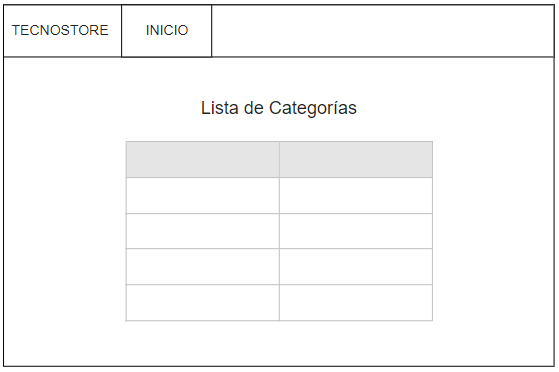 TECNOSTORE
INICIO
Lista de Categorías